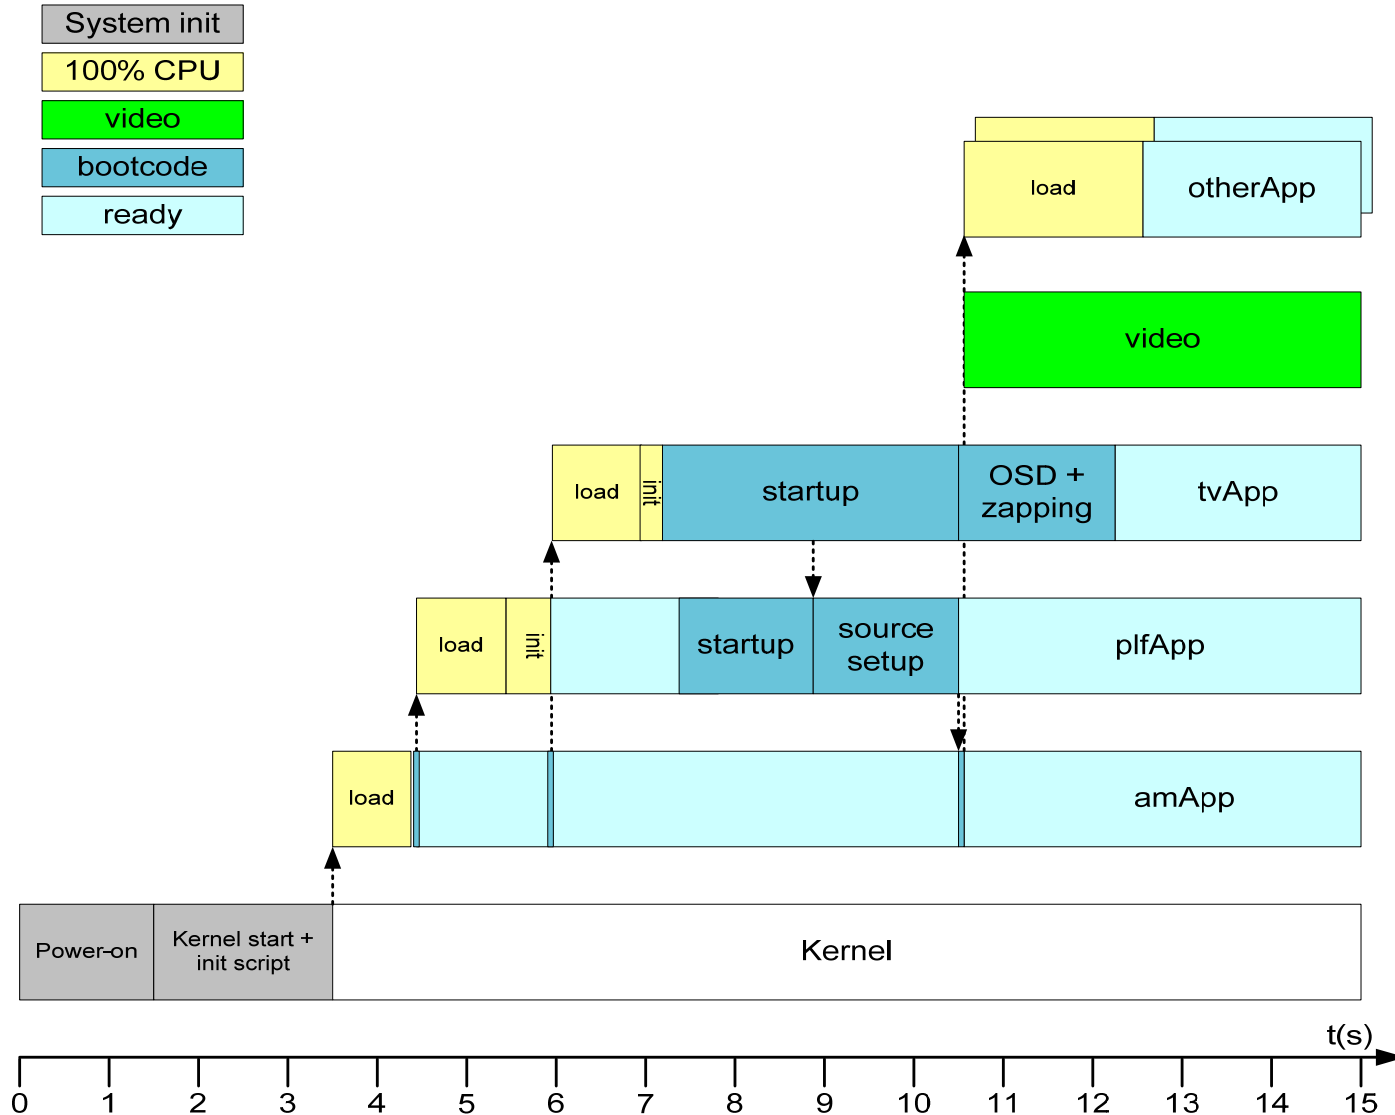 System init
100% CPU
video
bootcode
ready
load
otherApp
video
load
init
startup
OSD +
zapping
tvApp
load
init
startup
source
setup
plfApp
load
amApp
Power-on
Kernel start +
init script
Kernel
t(s)
0 1 2 3 4 5 6 7 8 9 10 11 12 13 14 15